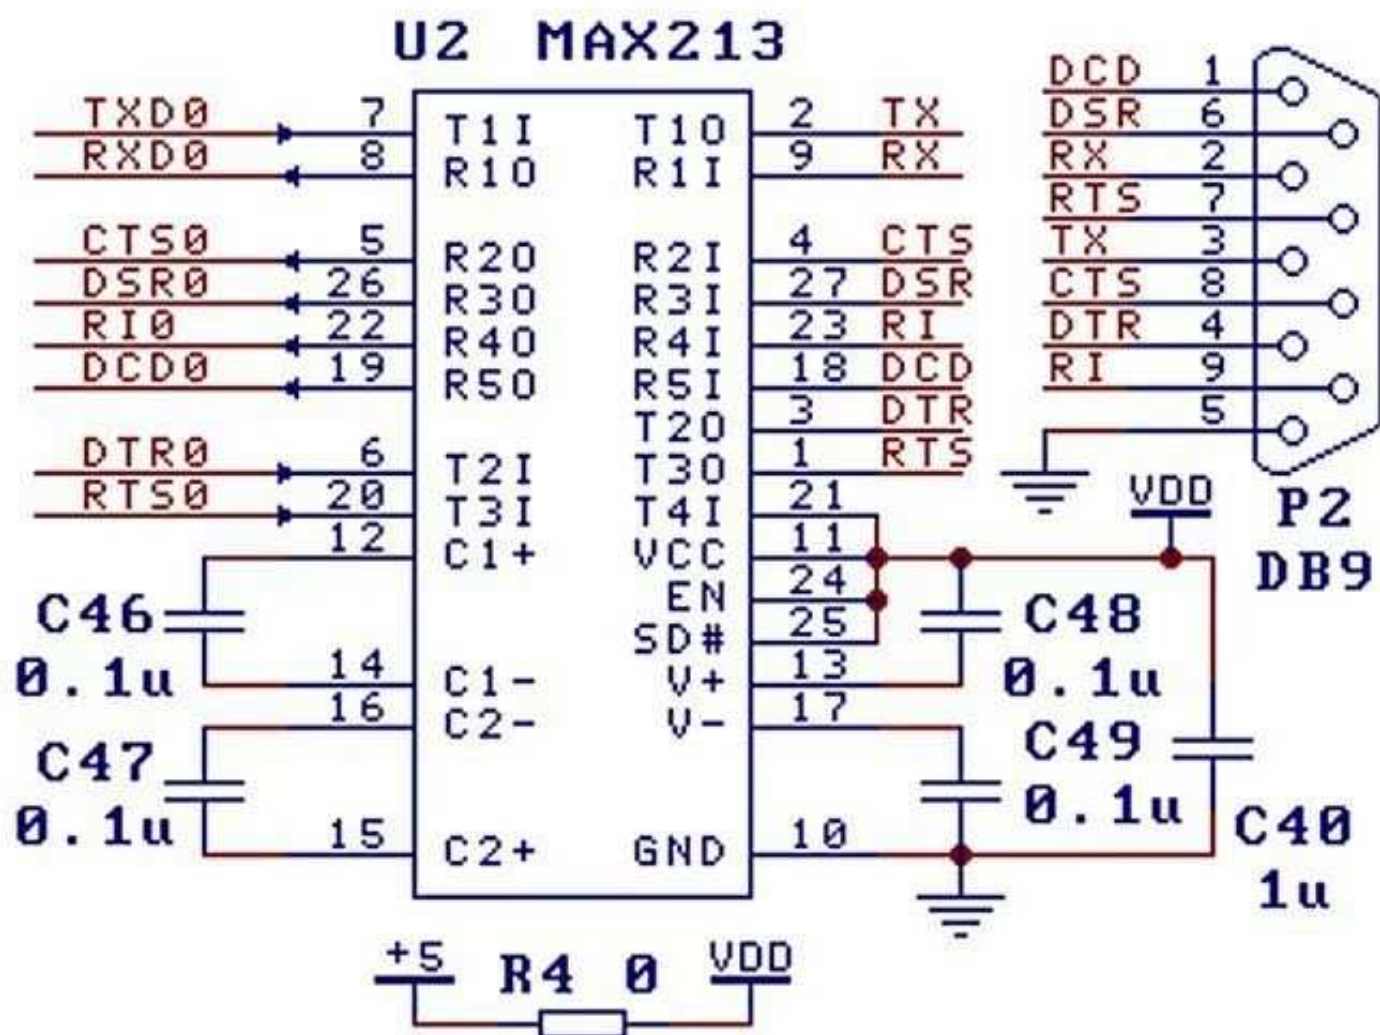 U2 MAX213
TXD0 7 T1I T1O 2 TX
RXD0 8 R1O R1I 9 RX
CTS0 5 R2O R2I 4 CTS
DSR0 26 R3O R3I 27 DSR
RI0 22 R4O R4I 23 RI
DCD0 19 R5O R5I 18 DCD
T2O 3 DTR
DTR0 6 T2I T3O 1 RTS
RTS0 20 T3I T4I 21
12 C1+ VCC 11
EN 24
SD# 25
14 C1- V+ 13
16 C2- V- 17
15 C2+ GND 10
C46
0.1u
C47
0.1u
C48
0.1u
C49
0.1u
C40
1u
DCD 1
DSR 6
RX 2
RTS 7
TX 3
CTS 8
DTR 4
RI 9
5
VDD
P2
DB9
+5 R4 0 VDD